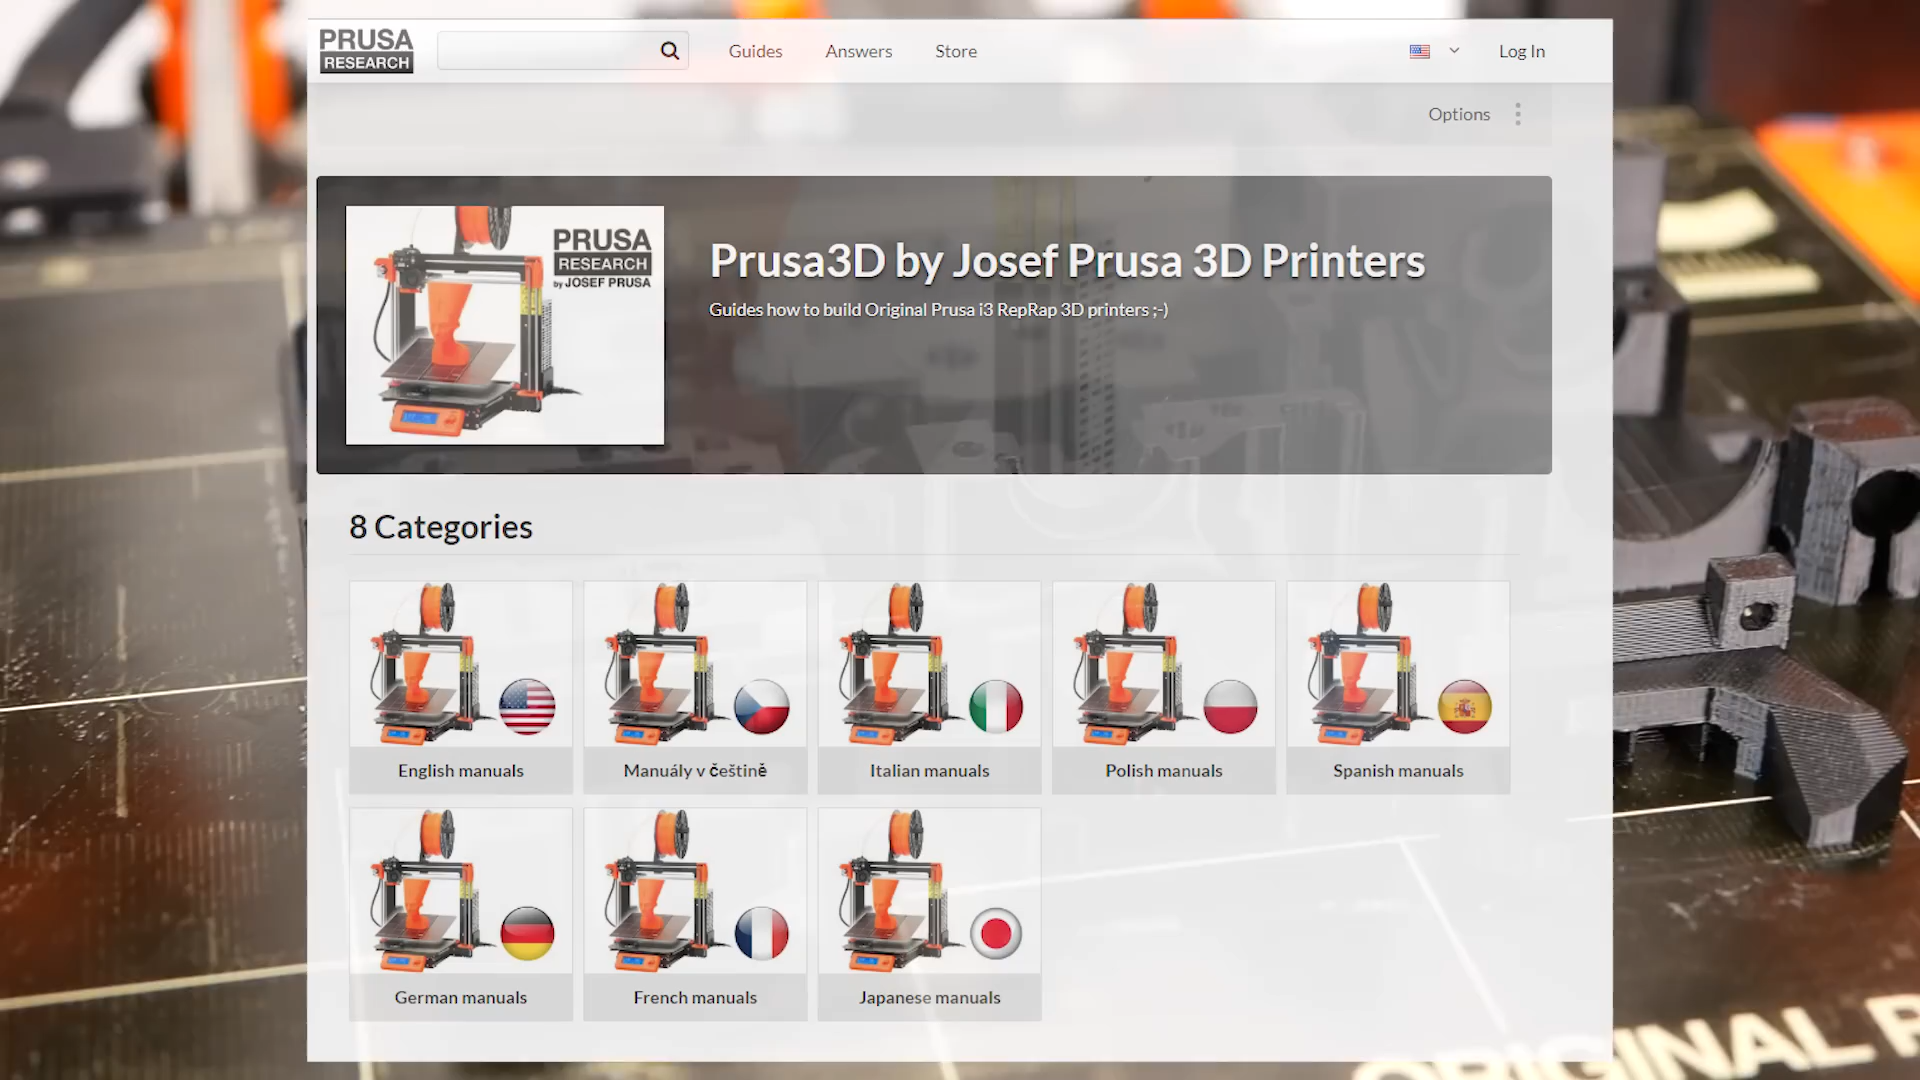 PRUSA
RESEARCH
Guides
Answers
Store
Log In
Options
PRUSA
RESEARCH
by JOSEF PRUSA
Prusa3D by Josef Prusa 3D Printers
Guides how to build Original Prusa i3 RepRap 3D printers ;-)
8 Categories
English manuals
Manuály v češtině
Italian manuals
Polish manuals
Spanish manuals
German manuals
French manuals
Japanese manuals
ORIGINAL P